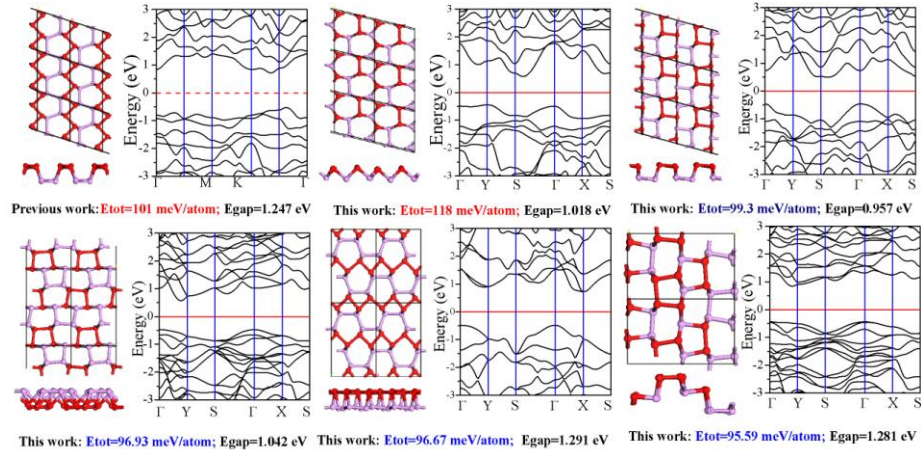 Energy (eV)
3
2
1
0
-1
-2
-3
Γ M K Γ
Energy (eV)
3
2
1
0
-1
-2
-3
Γ Y S Γ X S
Energy (eV)
3
2
1
0
-1
-2
-3
Γ Y S Γ X S
Previous work:Etot=101 meV/atom; Egap=1.247 eV
This work: Etot=118 meV/atom; Egap=1.018 eV
This work: Etot=99.3 meV/atom; Egap=0.957 eV
Energy (eV)
3
2
1
0
-1
-2
-3
Γ Y S Γ X S
Energy (eV)
3
2
1
0
-1
-2
-3
Γ Y S Γ X S
Energy (eV)
3
2
1
0
-1
-2
-3
Γ Y S Γ X S
This work: Etot=96.93 meV/atom; Egap=1.042 eV
This work: Etot=96.67 meV/atom; Egap=1.291 eV
This work: Etot=95.59 meV/atom; Egap=1.281 eV